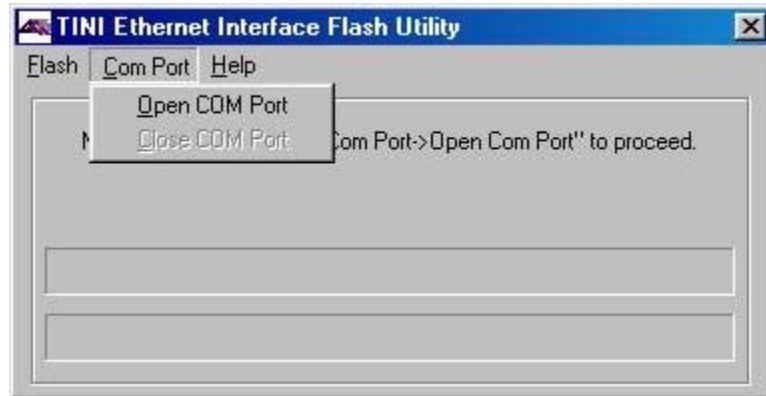 TINI Ethernet Interface Flash Utility
Flash Com Port Help
Open COM Port
Close COM Port
Com Port->Open Com Port" to proceed.